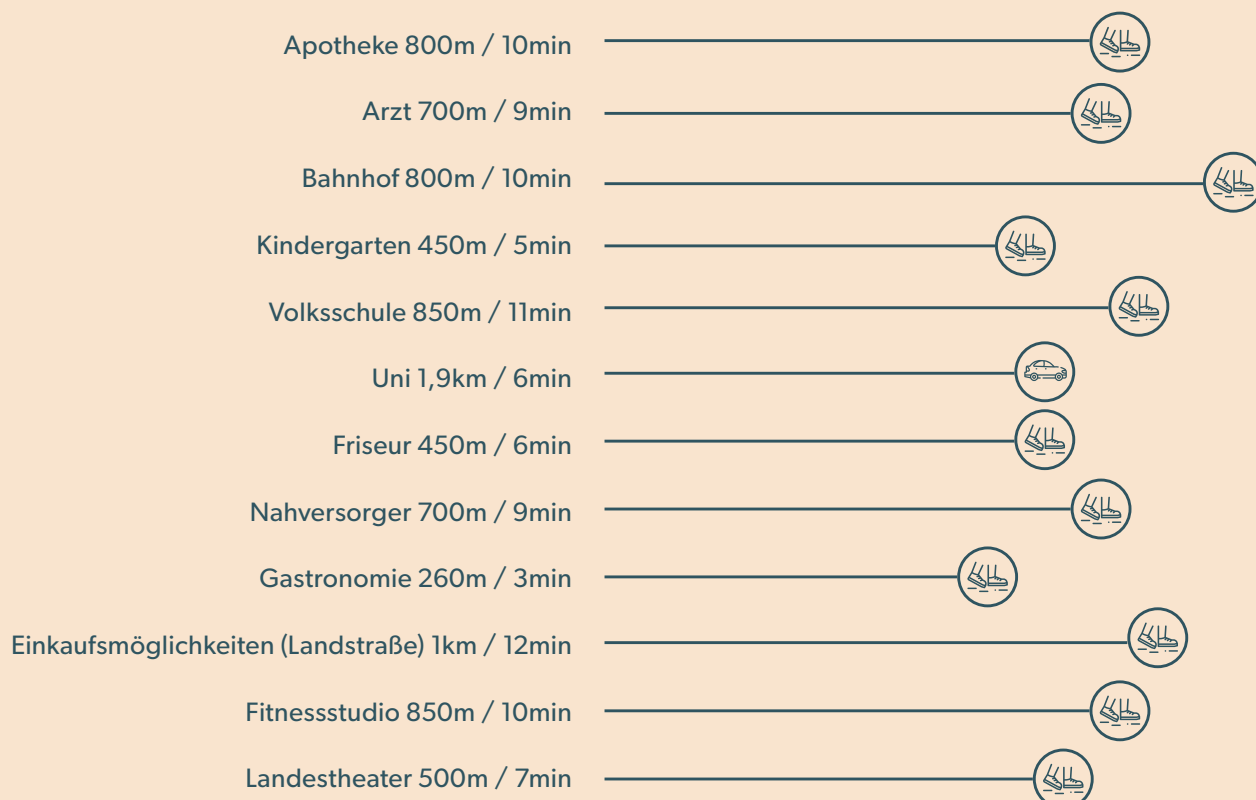 Apotheke 800m / 10min
Arzt 700m / 9min
Bahnhof 800m / 10min
Kindergarten 450m / 5min
Volksschule 850m / 11min
Uni 1,9km / 6min
Friseur 450m / 6min
Nahversorger 700m / 9min
Gastronomie 260m / 3min
Einkaufsmöglichkeiten (Landstraße) 1km / 12min
Fitnessstudio 850m / 10min
Landestheater 500m / 7min